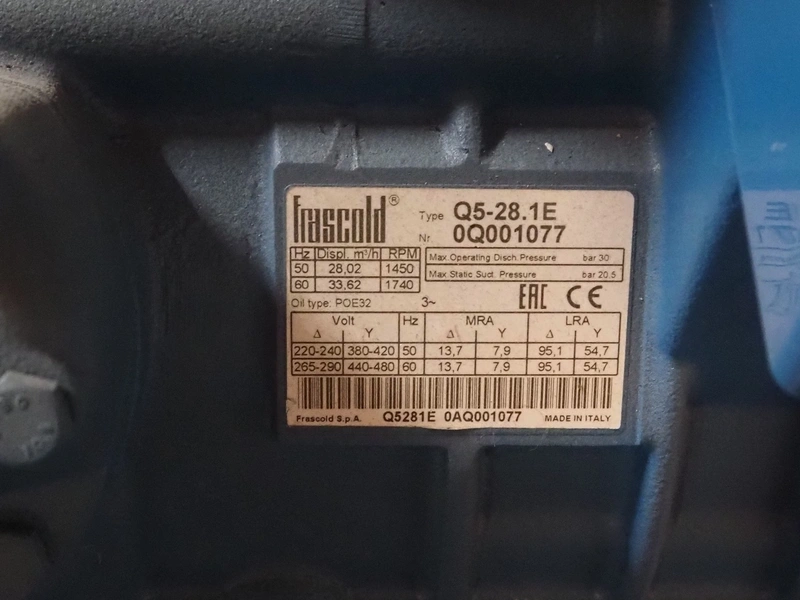 frascold®
Type Q5-28.1E
Nr 0Q001077
Hz Displ. m³/h RPM
50 28,02 1450
60 33,62 1740
Max Operating Disch.Pressure bar 30
Max Static Suct. Pressure bar 20.5
Oil type: POE32 3~ EAC CE
Volt Hz MRA LRA
Δ Y Δ Y Δ Y
220-240 380-420 50 13,7 7,9 95,1 54,7
265-290 440-480 60 13,7 7,9 95,1 54,7
Frascold S.p.A. Q5281E 0AQ001077 MADE IN ITALY